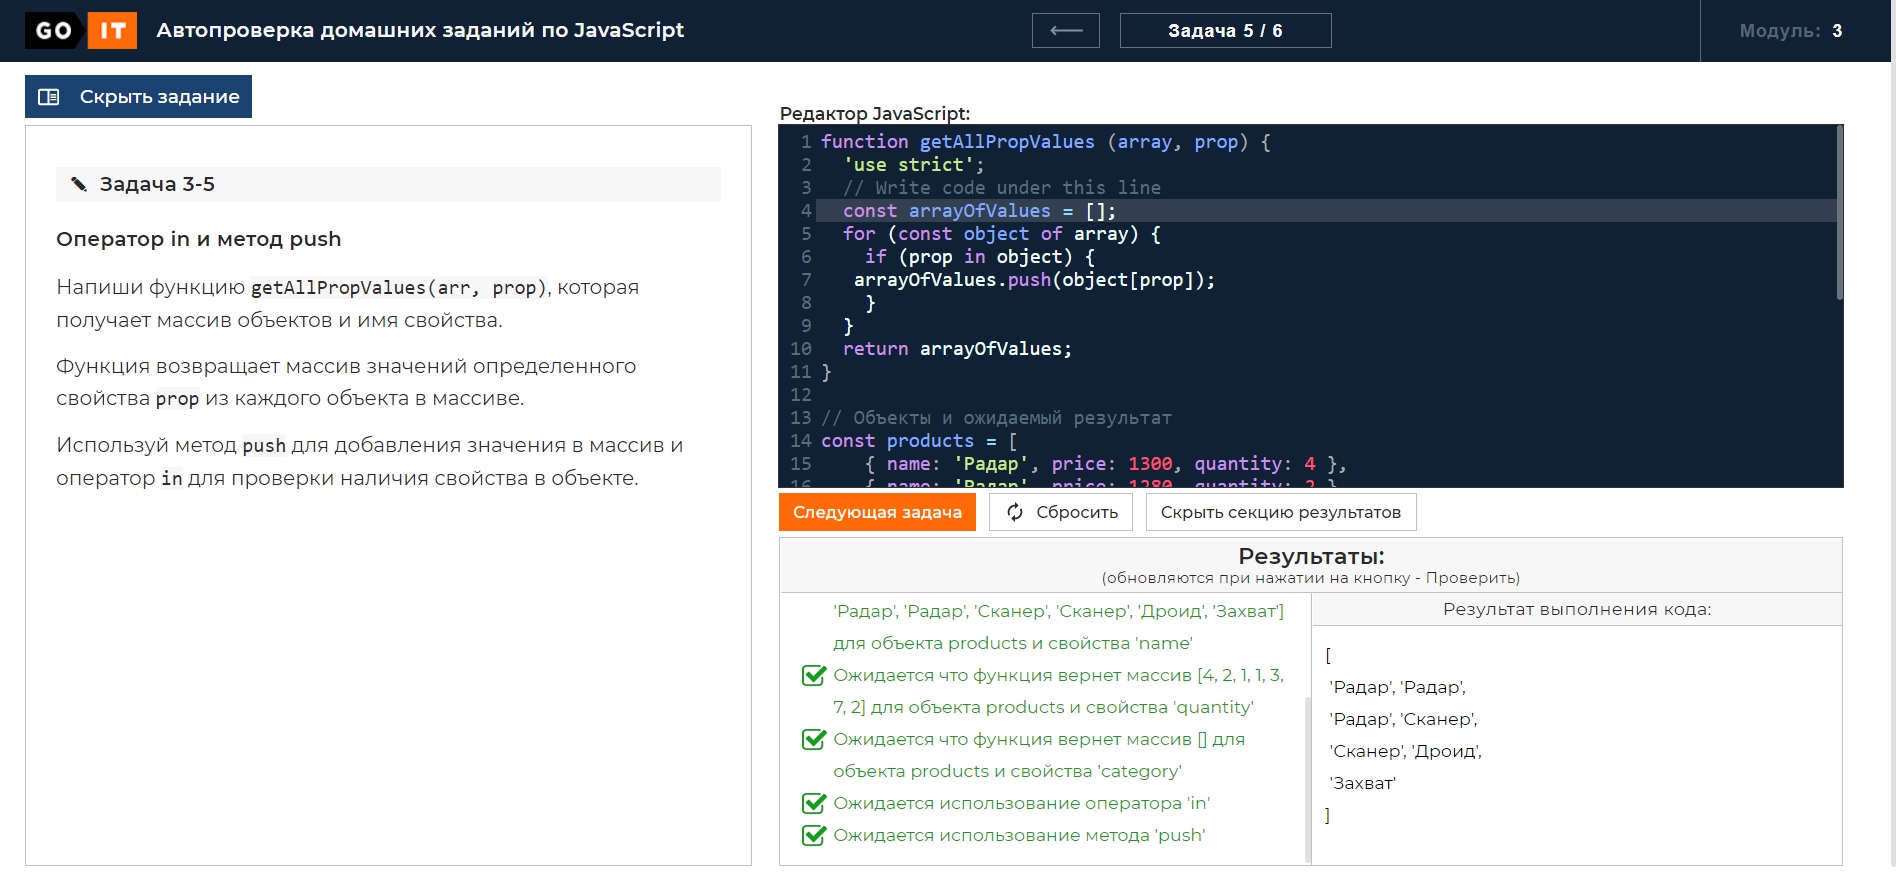 GO IT
Автопроверка домашних заданий по JavaScript
Задача 5 / 6
Модуль: 3
Скрыть задание
Задача 3-5
Оператор in и метод push
Напиши функцию getAllPropValues(arr, prop), которая
получает массив объектов и имя свойства.
Функция возвращает массив значений определенного
свойства prop из каждого объекта в массиве.
Используй метод push для добавления значения в массив и
оператор in для проверки наличия свойства в объекте.
Редактор JavaScript:
1 function getAllPropValues (array, prop) {
2 'use strict';
3 // Write code under this line
4 const arrayOfValues = [];
5 for (const object of array) {
6 if (prop in object) {
7 arrayOfValues.push(object[prop]);
8 }
9 }
10 return arrayOfValues;
11 }
12
13 // Объекты и ожидаемый результат
14 const products = [
15 { name: 'Радар', price: 1300, quantity: 4 },
16 { name: 'Радар', price: 1280, quantity: 2 },
Следующая задача
Сбросить
Скрыть секцию результатов
Результаты:
(обновляются при нажатии на кнопку - Проверить)
'Радар', 'Радар', 'Сканер', 'Сканер', 'Дроид', 'Захват']
для объекта products и свойства 'name'
Ожидается что функция вернет массив [4, 2, 1, 1, 3,
7, 2] для объекта products и свойства 'quantity'
Ожидается что функция вернет массив [] для
объекта products и свойства 'category'
Ожидается использование оператора 'in'
Ожидается использование метода 'push'
Результат выполнения кода:
[
'Радар', 'Радар',
'Радар', 'Сканер',
'Сканер', 'Дроид',
'Захват'
]